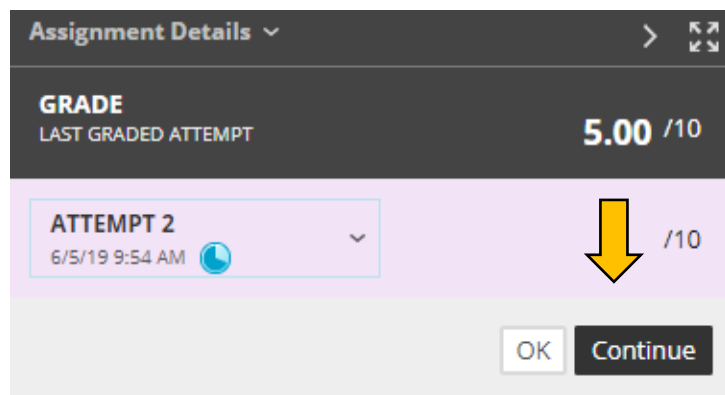 Assignment Details
GRADE
LAST GRADED ATTEMPT
5.00 /10
ATTEMPT 2
6/5/19 9:54 AM
/10
OK Continue